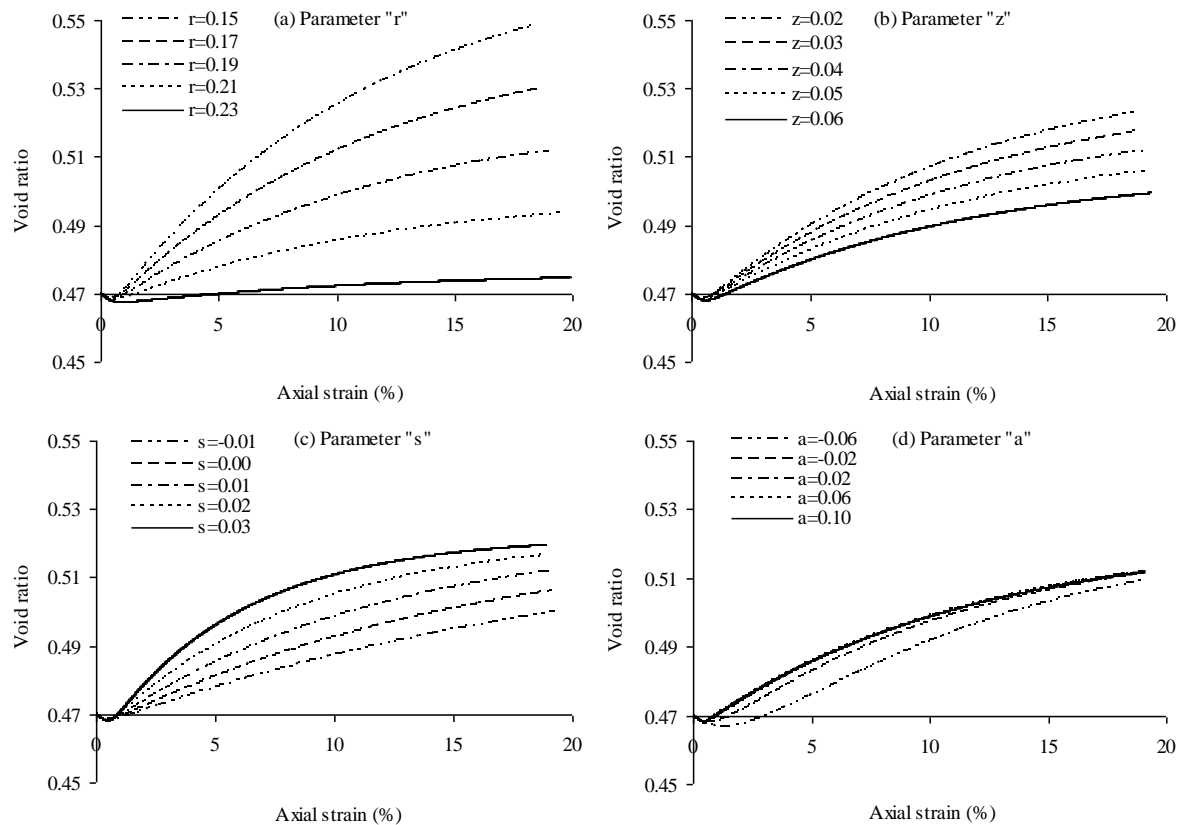 (a) Parameter "r"
r=0.15
r=0.17
r=0.19
r=0.21
r=0.23
0.55
0.53
0.51
0.49
0.47
0.45
Void ratio
0 5 10 15 20
Axial strain (%)
(b) Parameter "z"
z=0.02
z=0.03
z=0.04
z=0.05
z=0.06
0.55
0.53
0.51
0.49
0.47
0.45
Void ratio
0 5 10 15 20
Axial strain (%)
(c) Parameter "s"
s=-0.01
s=0.00
s=0.01
s=0.02
s=0.03
0.55
0.53
0.51
0.49
0.47
0.45
Void ratio
0 5 10 15 20
Axial strain (%)
(d) Parameter "a"
a=-0.06
a=-0.02
a=0.02
a=0.06
a=0.10
0.55
0.53
0.51
0.49
0.47
0.45
Void ratio
0 5 10 15 20
Axial strain (%)